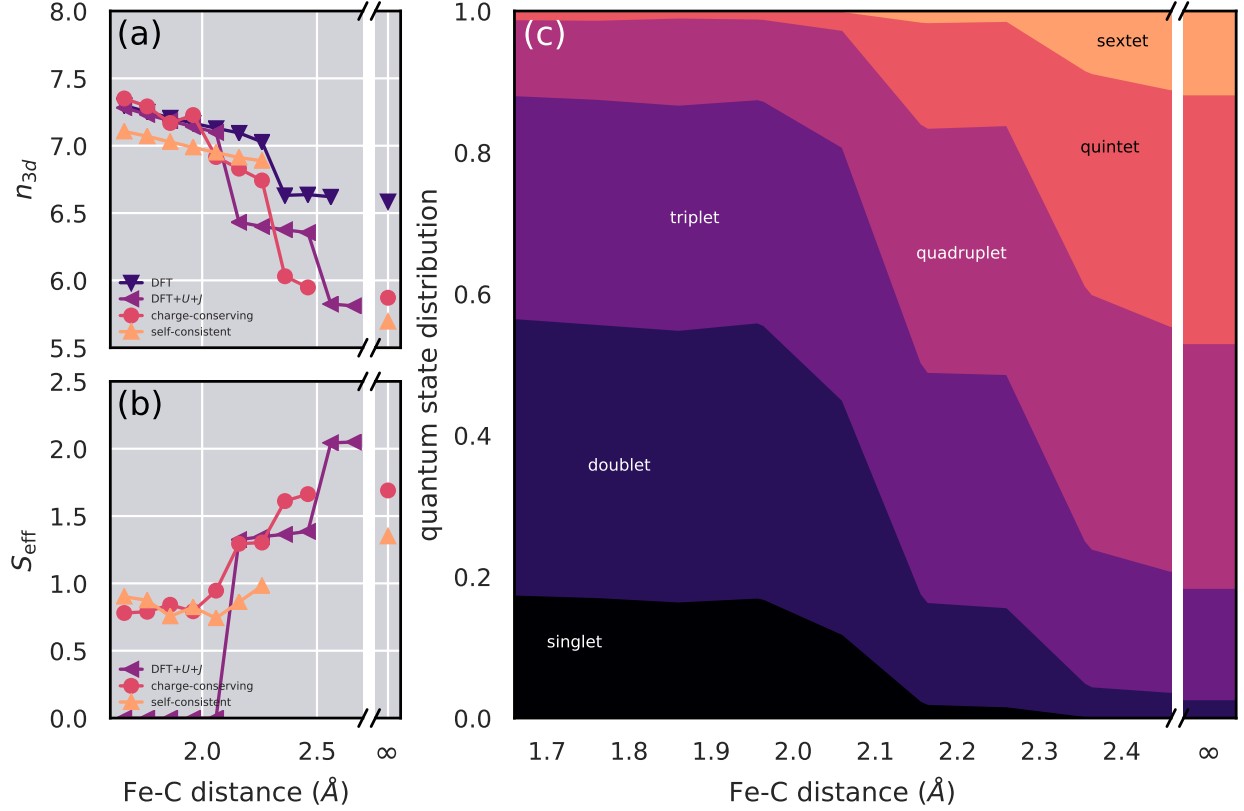 (a)
8.0
7.5
7.0
6.5
6.0
5.5
n3d
DFT
DFT+U+J
charge-conserving
self-consistent
(b)
2.5
2.0
1.5
1.0
0.5
0.0
Seff
DFT+U+J
charge-conserving
self-consistent
2.0 2.5 ∞
Fe-C distance (Å)
(c)
1.0
0.8
0.6
0.4
0.2
0.0
quantum state distribution
sextet
quintet
triplet
quadruplet
doublet
singlet
1.7 1.8 1.9 2.0 2.1 2.2 2.3 2.4 ∞
Fe-C distance (Å)